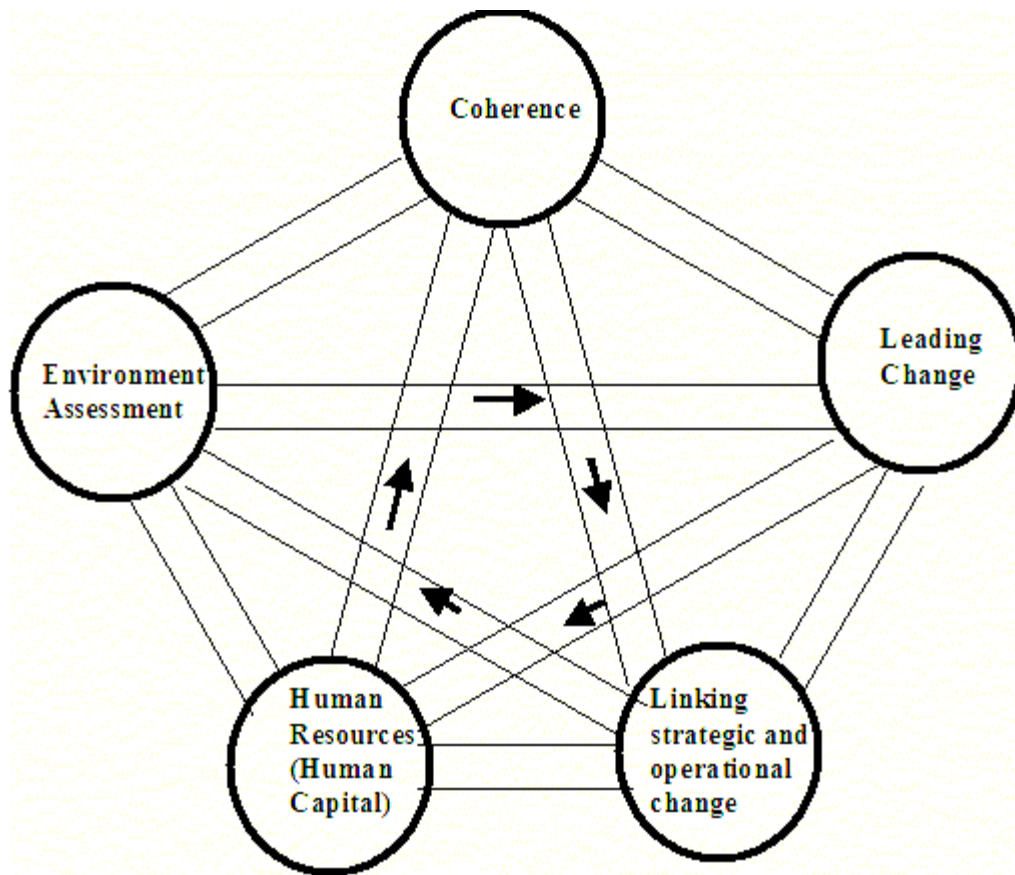 Coherence
Leading
Change
Environment
Assessment
Human
Resources
(Human
Capital)
Linking
strategic and
operational
change